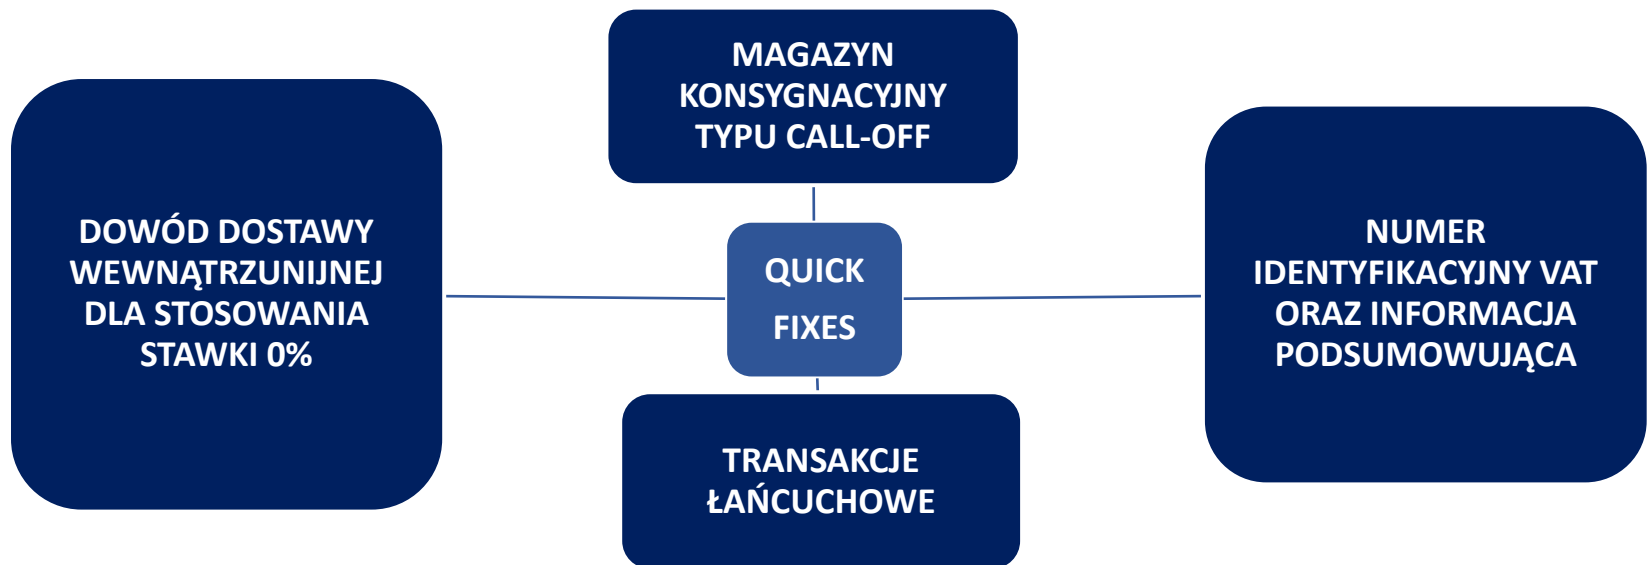 MAGAZYN
KONSYGNACYJNY
TYPU CALL-OFF
DOWÓD DOSTAWY
WEWNĄTRZUNIJNEJ
DLA STOSOWANIA
STAWKI 0%
QUICK
FIXES
NUMER
IDENTYFIKACYJNY VAT
ORAZ INFORMACJA
PODSUMOWUJĄCA
TRANSAKCJE
ŁAŃCUCHOWE